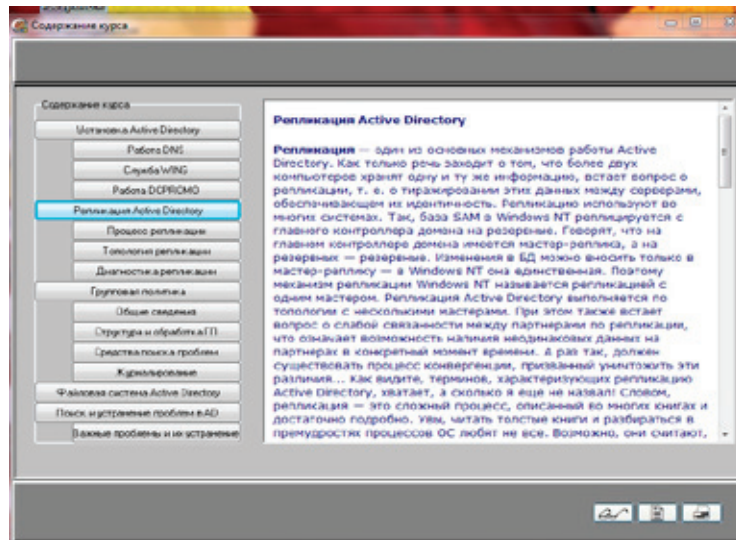 Содержание курса
Содержание курса
Установка Active Directory
Работа DNS
Служба WINS
Работа DCPROMO
Репликация Active Directory
Процесс репликации
Топология репликации
Диагностика репликации
Групповая политика
Общие сведения
Структура и обработка ГП
Средства поиска проблем
Журналирование
Файловая система Active Directory
Поиск и устранение проблем в AD
Важные проблемы и их устранение
Репликация Active Directory
Репликация — один из основных механизмов работы Active
Directory. Как только речь заходит о том, что более двух
компьютеров хранят одну и ту же информацию, встает вопрос о
репликации, т. е. о тиражировании этих данных между серверами,
обеспечивающем их идентичность. Репликацию используют во
многих системах. Так, база SAM в Windows NT реплицируется с
главного контроллера домена на резервные. Говорят, что на
главном контроллере домена имеется мастер-реплика, а на
резервных — резервные. Изменения в БД можно вносить только в
мастер-реплику — в Windows NT она единственная. Поэтому
механизм репликации Windows NT называется репликацией с
одним мастером. Репликация Active Directory выполняется по
топологии с несколькими мастерами. При этом также встает
вопрос о слабой связанности между партнерами по репликации,
что означает возможность наличия неодинаковых данных на
партнерах в конкретный момент времени. А раз так, должен
существовать процесс конвергенции, призванный уничтожить эти
различия... Как видите, терминов, характеризующих репликацию
Active Directory, хватает, а сколько я еще не назвал! Словом,
репликация — это сложный процесс, описанный во многих книгах и
достаточно подробно. Увы, читать толстые книги и разбираться в
премудростях процессов ОС любят не все. Возможно, они считают,